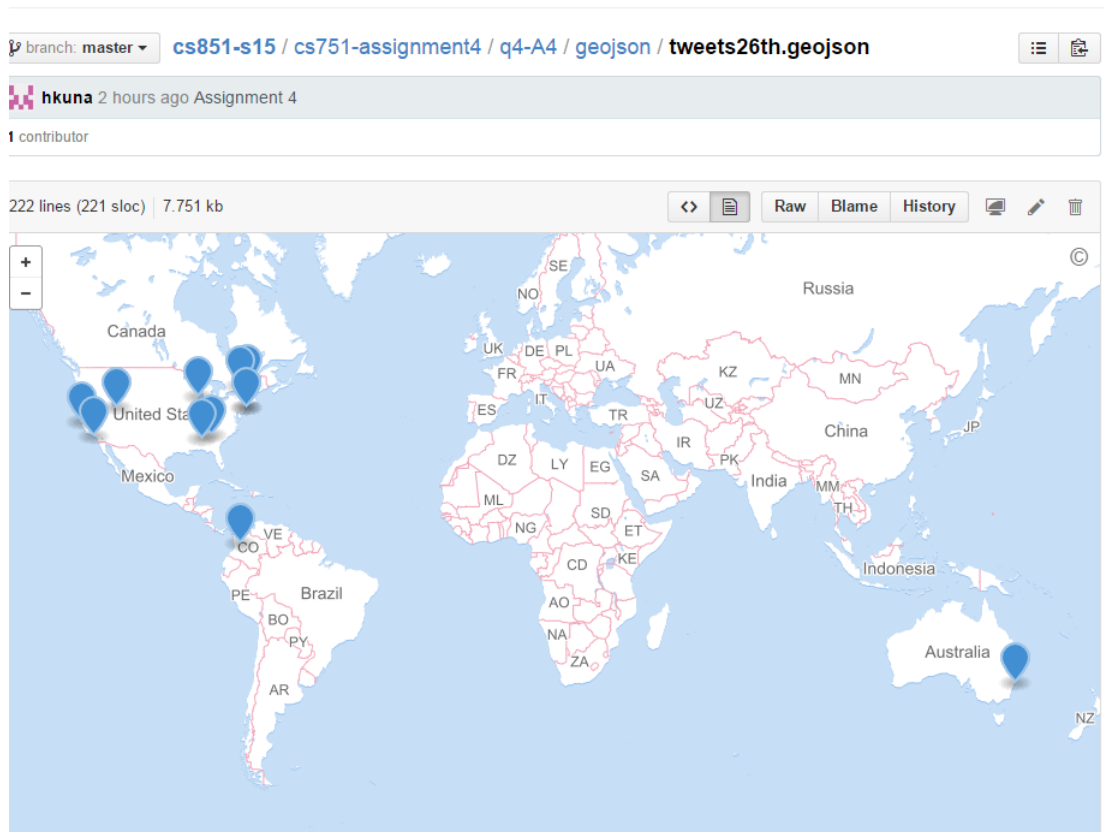 branch: master cs851-s15 / cs751-assignment4 / q4-A4 / geojson / tweets26th.geojson
hkuna 2 hours ago Assignment 4
1 contributor
222 lines (221 sloc) 7.751 kb <> Raw Blame History
+
©
−
SE
Russia
NO
Canada
UK
DE
PL
UA
FR
KZ
MN
IT
UZ
United Sta
ES
TR
China
JP
IR
PK
DZ
LY
EG
SA
India
Mexico
MM
ML
TH
SD
NG
ET
VE
CO
CD
KE
Indonesia
PE
Brazil
AO
BO
NA
PY
Australia
ZA
AR
NZ